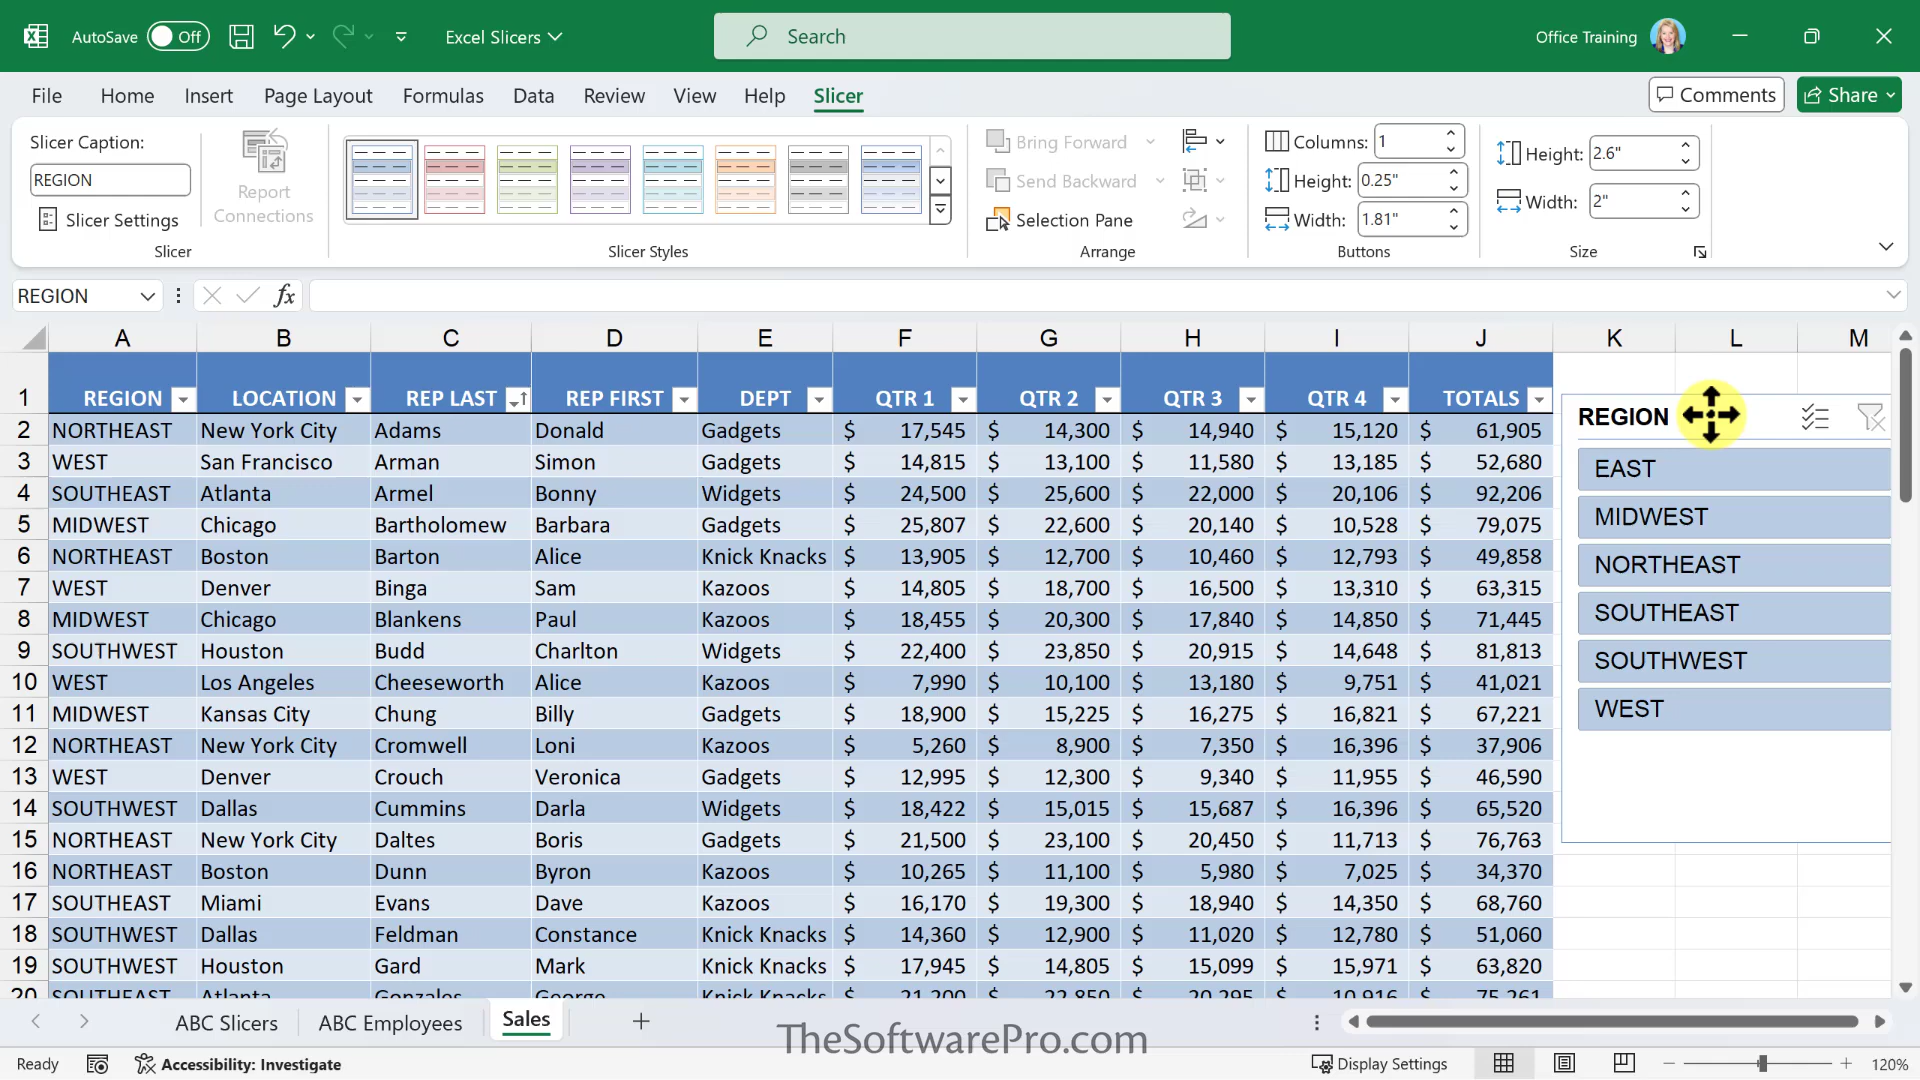 AutoSave Off Excel Slicers Search Office Training
File Home Insert Page Layout Formulas Data Review View Help Slicer Comments Share
Slicer Caption:
REGION
Slicer Settings
Report Connections
Slicer
Slicer Styles
Bring Forward
Send Backward
Selection Pane
Arrange
Columns: 1
Height: 0.25"
Width: 1.81"
Buttons
Height: 2.6"
Width: 2"
Size
REGION fx
A B C D E F G H I J K L M
1 REGION LOCATION REP LAST REP FIRST DEPT QTR 1 QTR 2 QTR 3 QTR 4 TOTALS
2 NORTHEAST New York City Adams Donald Gadgets $ 17,545 $ 14,300 $ 14,940 $ 15,120 $ 61,905
3 WEST San Francisco Arman Simon Gadgets $ 14,815 $ 13,100 $ 11,580 $ 13,185 $ 52,680
4 SOUTHEAST Atlanta Armel Bonny Widgets $ 24,500 $ 25,600 $ 22,000 $ 20,106 $ 92,206
5 MIDWEST Chicago Bartholomew Barbara Gadgets $ 25,807 $ 22,600 $ 20,140 $ 10,528 $ 79,075
6 NORTHEAST Boston Barton Alice Knick Knacks $ 13,905 $ 12,700 $ 10,460 $ 12,793 $ 49,858
7 WEST Denver Binga Sam Kazoos $ 14,805 $ 18,700 $ 16,500 $ 13,310 $ 63,315
8 MIDWEST Chicago Blankens Paul Kazoos $ 18,455 $ 20,300 $ 17,840 $ 14,850 $ 71,445
9 SOUTHWEST Houston Budd Charlton Widgets $ 22,400 $ 23,850 $ 20,915 $ 14,648 $ 81,813
10 WEST Los Angeles Cheeseworth Alice Kazoos $ 7,990 $ 10,100 $ 13,180 $ 9,751 $ 41,021
11 MIDWEST Kansas City Chung Billy Gadgets $ 18,900 $ 15,225 $ 16,275 $ 16,821 $ 67,221
12 NORTHEAST New York City Cromwell Loni Kazoos $ 5,260 $ 8,900 $ 7,350 $ 16,396 $ 37,906
13 WEST Denver Crouch Veronica Gadgets $ 12,995 $ 12,300 $ 9,340 $ 11,955 $ 46,590
14 SOUTHWEST Dallas Cummins Darla Widgets $ 18,422 $ 15,015 $ 15,687 $ 16,396 $ 65,520
15 NORTHEAST New York City Daltes Boris Gadgets $ 21,500 $ 23,100 $ 20,450 $ 11,713 $ 76,763
16 NORTHEAST Boston Dunn Byron Kazoos $ 10,265 $ 11,100 $ 5,980 $ 7,025 $ 34,370
17 SOUTHEAST Miami Evans Dave Kazoos $ 16,170 $ 19,300 $ 18,940 $ 14,350 $ 68,760
18 SOUTHWEST Dallas Feldman Constance Knick Knacks $ 14,360 $ 12,900 $ 11,020 $ 12,780 $ 51,060
19 SOUTHWEST Houston Gard Mark Knick Knacks $ 17,945 $ 14,805 $ 15,099 $ 15,971 $ 63,820
20 SOUTHEAST Atlanta Gonzales George Knick Knacks $ 21,200 $ 22,850 $ 20,295 $ 10,916 $ 75,261
REGION
EAST
MIDWEST
NORTHEAST
SOUTHEAST
SOUTHWEST
WEST
ABC Slicers ABC Employees Sales
TheSoftwarePro.com
Ready Accessibility: Investigate Display Settings 120%